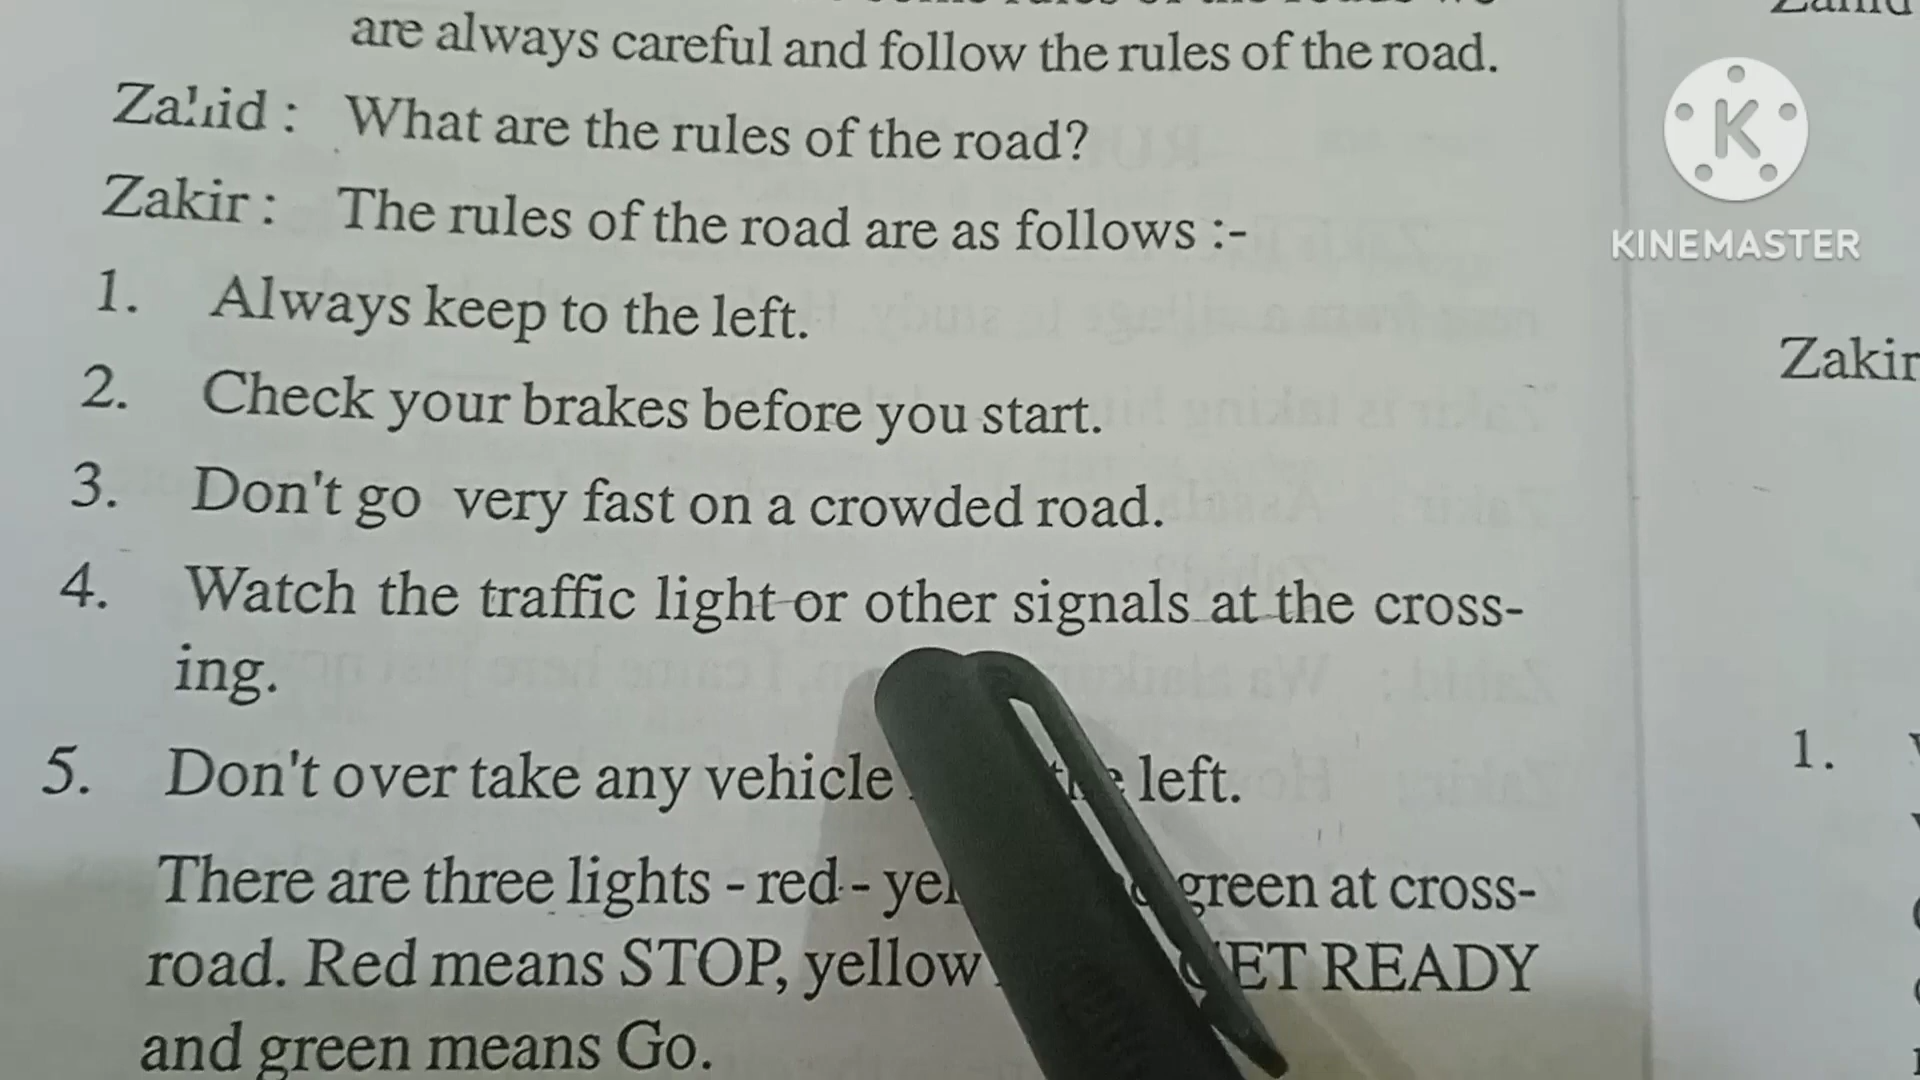 are always careful and follow the rules of the road.
Zahid : What are the rules of the road?
Zakir : The rules of the road are as follows :-
1. Always keep to the left.
2. Check your brakes before you start.
3. Don't go very fast on a crowded road.
4. Watch the traffic light or other signals at the cross-
ing.
5. Don't over take any vehicle the left.
There are three lights - red - green at cross-
road. Red means STOP, yellow GET READY
and green means Go.
Zakir
1.
KINEMASTER